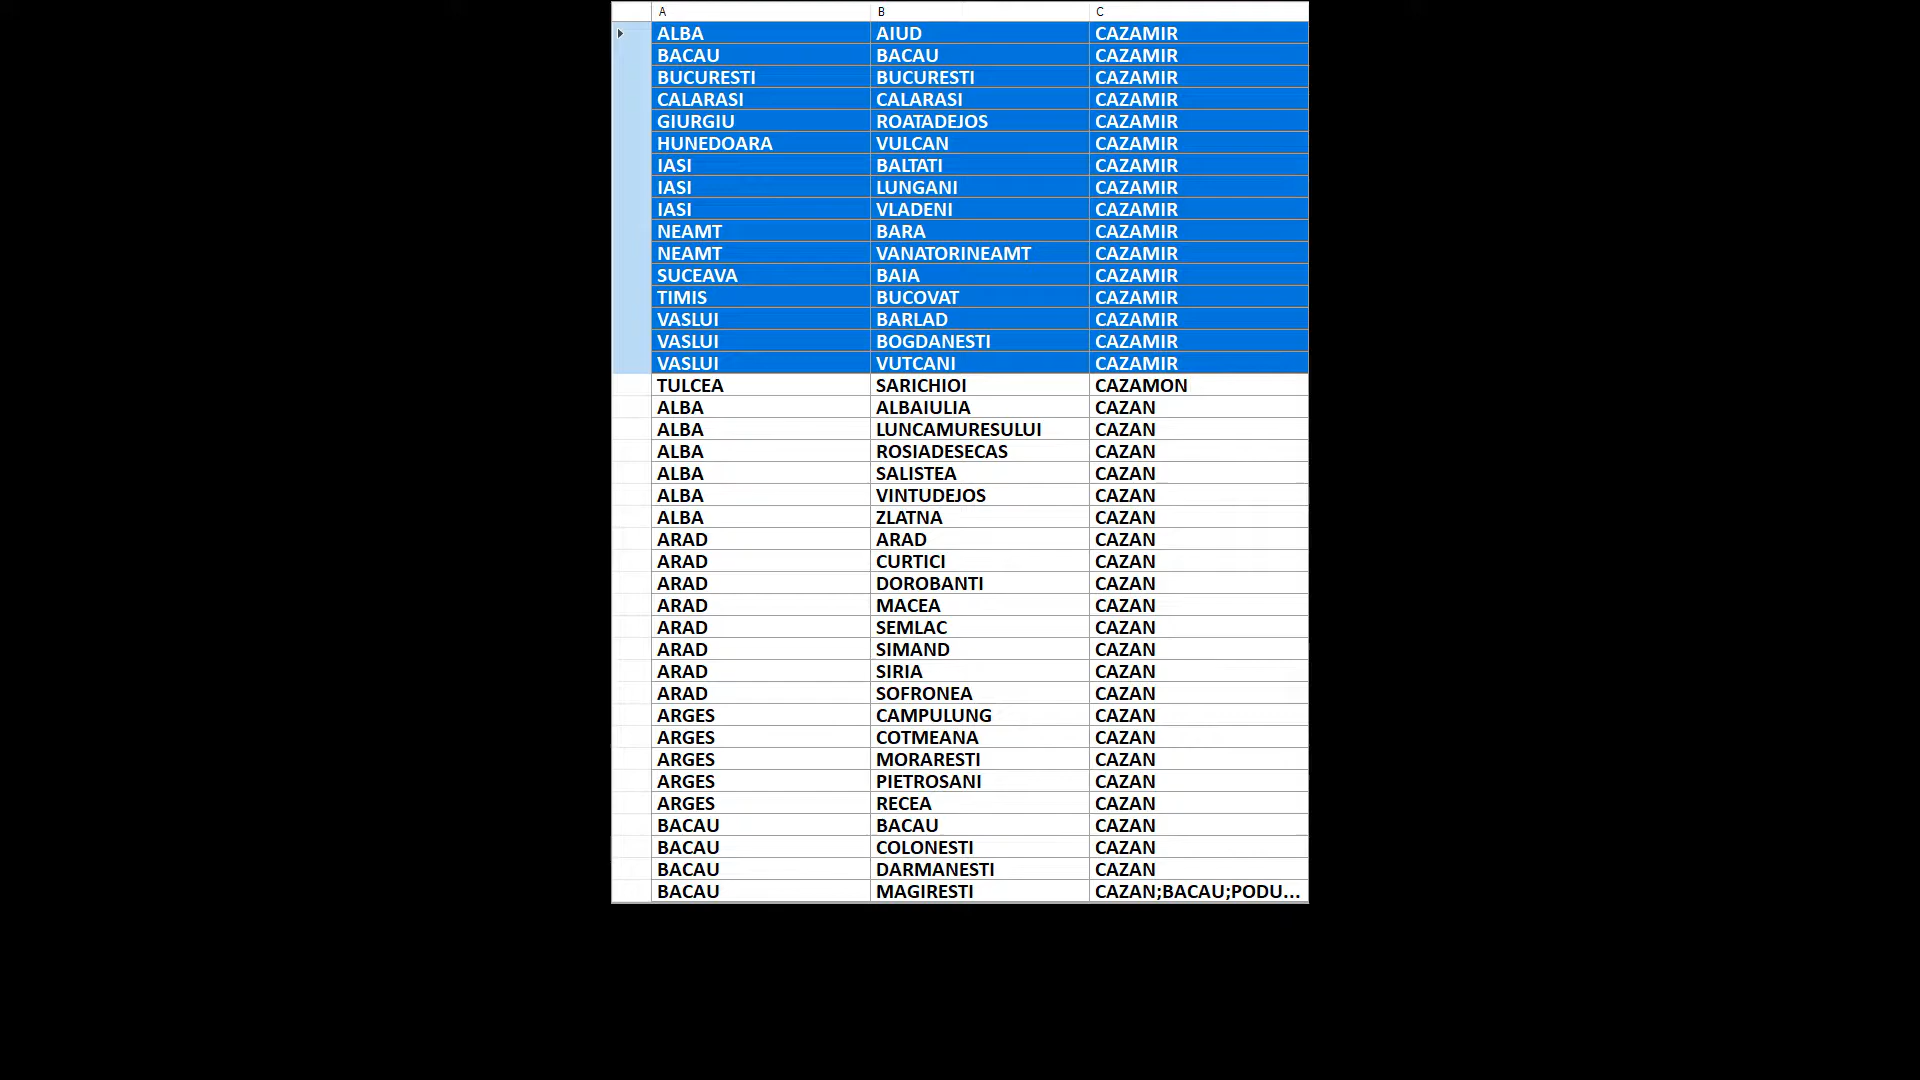 A B C
ALBA AIUD CAZAMIR
BACAU BACAU CAZAMIR
BUCURESTI BUCURESTI CAZAMIR
CALARASI CALARASI CAZAMIR
GIURGIU ROATADEJOS CAZAMIR
HUNEDOARA VULCAN CAZAMIR
IASI BALTATI CAZAMIR
IASI LUNGANI CAZAMIR
IASI VLADENI CAZAMIR
NEAMT BARA CAZAMIR
NEAMT VANATORINEAMT CAZAMIR
SUCEAVA BAIA CAZAMIR
TIMIS BUCOVAT CAZAMIR
VASLUI BARLAD CAZAMIR
VASLUI BOGDANESTI CAZAMIR
VASLUI VUTCANI CAZAMIR
TULCEA SARICHIOI CAZAMON
ALBA ALBAIULIA CAZAN
ALBA LUNCAMURESULUI CAZAN
ALBA ROSIADESECAS CAZAN
ALBA SALISTEA CAZAN
ALBA VINTUDEJOS CAZAN
ALBA ZLATNA CAZAN
ARAD ARAD CAZAN
ARAD CURTICI CAZAN
ARAD DOROBANTI CAZAN
ARAD MACEA CAZAN
ARAD SEMLAC CAZAN
ARAD SIMAND CAZAN
ARAD SIRIA CAZAN
ARAD SOFRONEA CAZAN
ARGES CAMPULUNG CAZAN
ARGES COTMEANA CAZAN
ARGES MORARESTI CAZAN
ARGES PIETROSANI CAZAN
ARGES RECEA CAZAN
BACAU BACAU CAZAN
BACAU COLONESTI CAZAN
BACAU DARMANESTI CAZAN
BACAU MAGIRESTI CAZAN;BACAU;PODU...